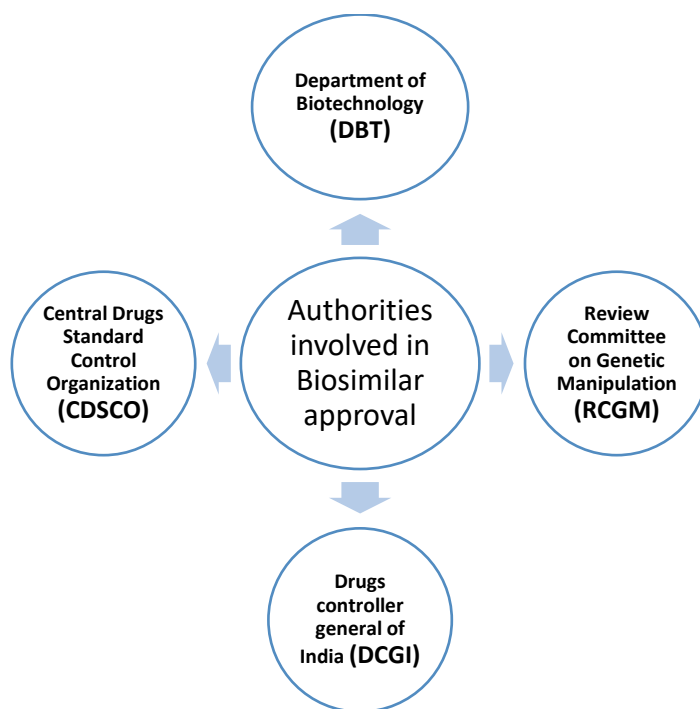 Department of
Biotechnology
(DBT)
Central Drugs
Standard
Control
Organization
(CDSCO)
Authorities
involved in
Biosimilar
approval
Review
Committee
on Genetic
Manipulation
(RCGM)
Drugs
controller
general of
India (DCGI)